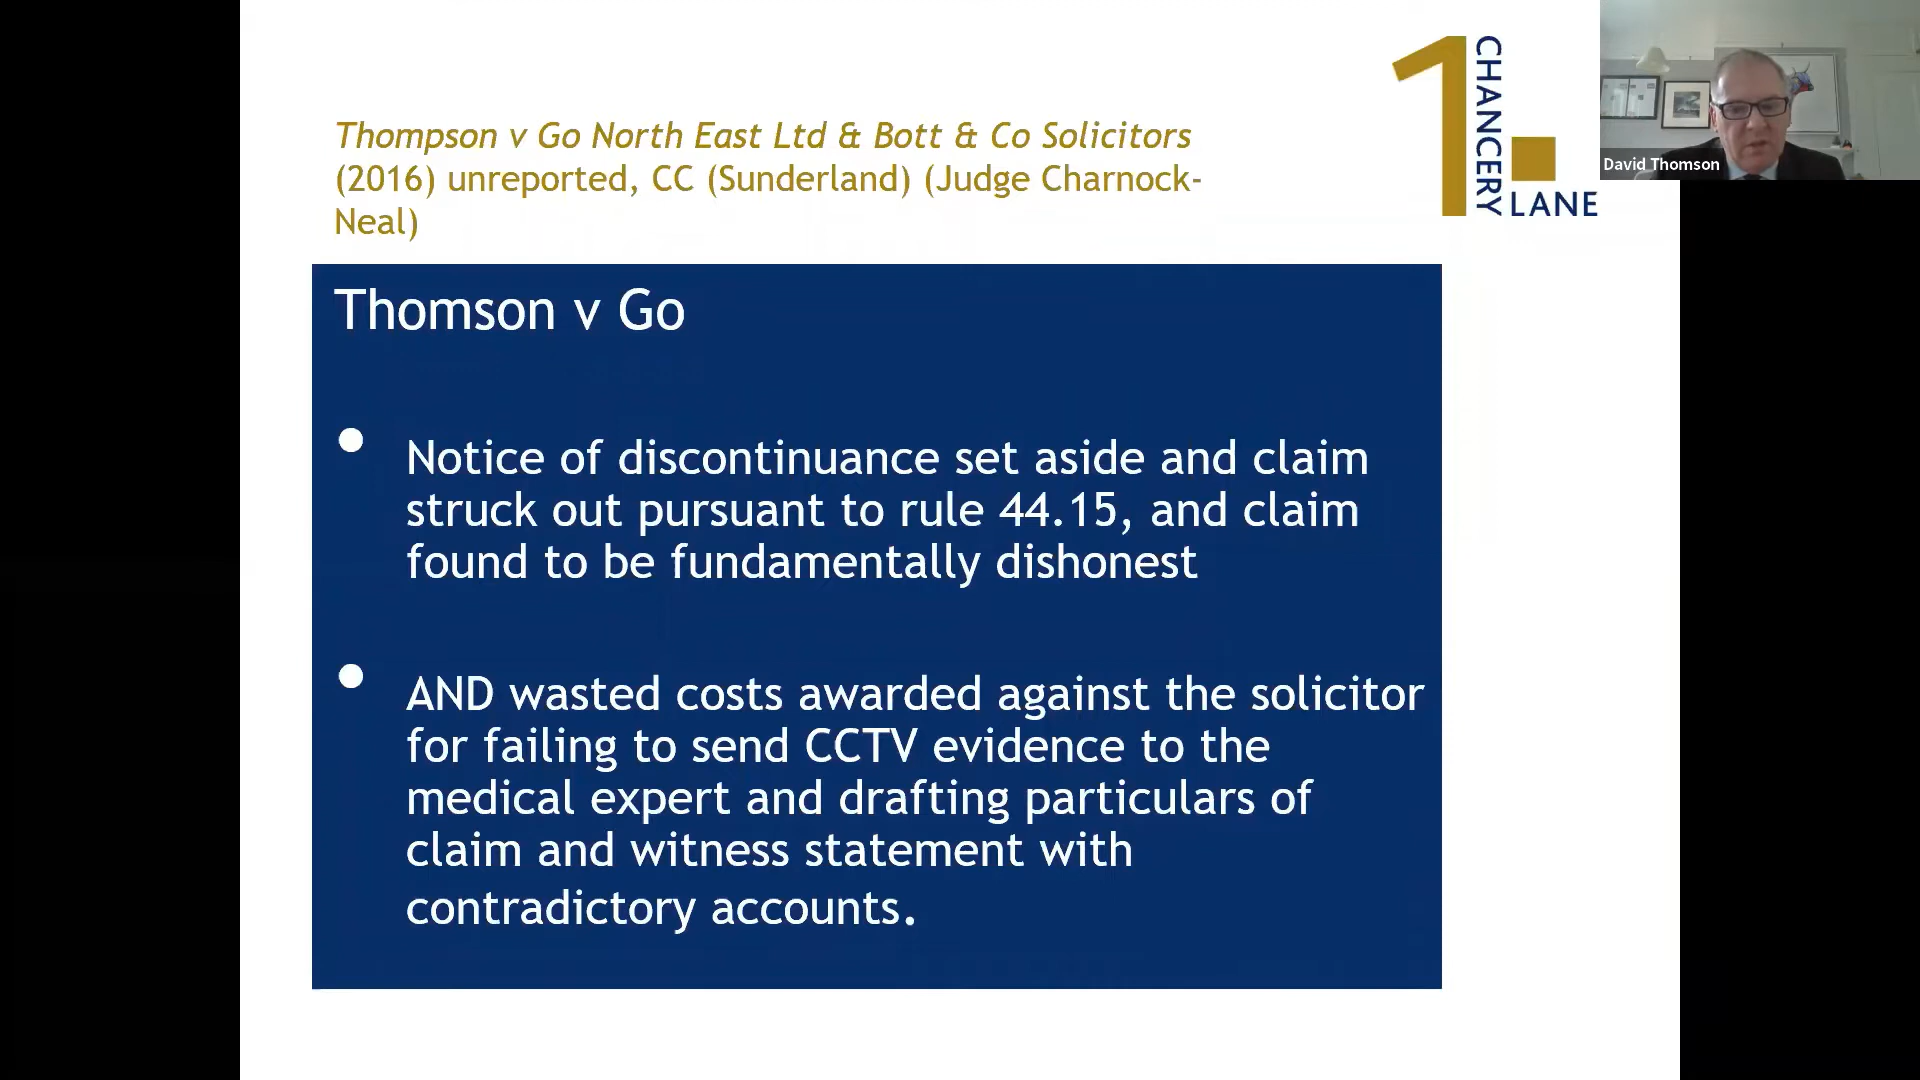 Thompson v Go North East Ltd & Bott & Co Solicitors
(2016) unreported, CC (Sunderland) (Judge Charnock-
Neal)
1
CHANCERY
LANE
David Thomson
Thomson v Go
• Notice of discontinuance set aside and claim
struck out pursuant to rule 44.15, and claim
found to be fundamentally dishonest
• AND wasted costs awarded against the solicitor
for failing to send CCTV evidence to the
medical expert and drafting particulars of
claim and witness statement with
contradictory accounts.